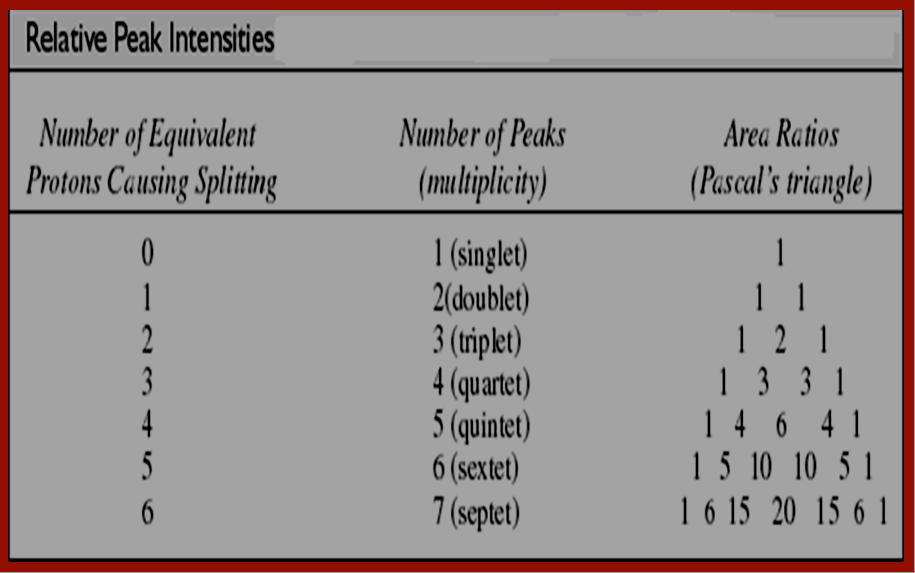 Relative Peak Intensities
Number of Equivalent Number of Peaks Area Ratios
Protons Causing Splitting (multiplicity) (Pascal's triangle)
0 1 (singlet) 1
1 2(doublet) 1 1
2 3 (triplet) 1 2 1
3 4 (quartet) 1 3 3 1
4 5 (quintet) 1 4 6 4 1
5 6 (sextet) 1 5 10 10 5 1
6 7 (septet) 1 6 15 20 15 6 1